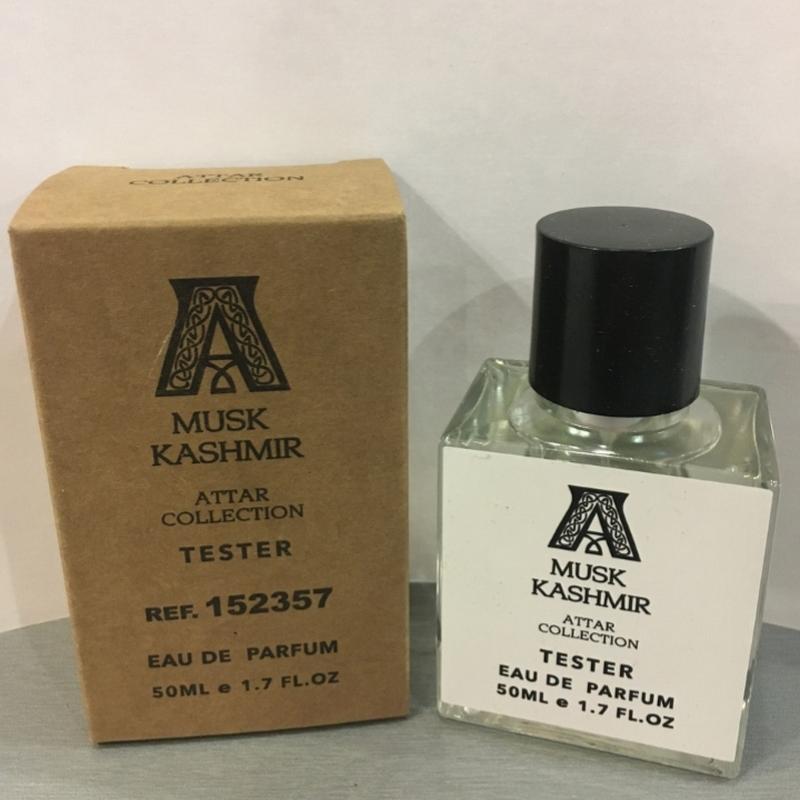 ATTAR
COLLECTION
A
MUSK
KASHMIR
ATTAR
COLLECTION
TESTER
REF. 152357
EAU DE PARFUM
50ML e 1.7 FL.OZ
A
MUSK
KASHMIR
ATTAR
COLLECTION
TESTER
EAU DE PARFUM
50ML e 1.7 FL.OZ